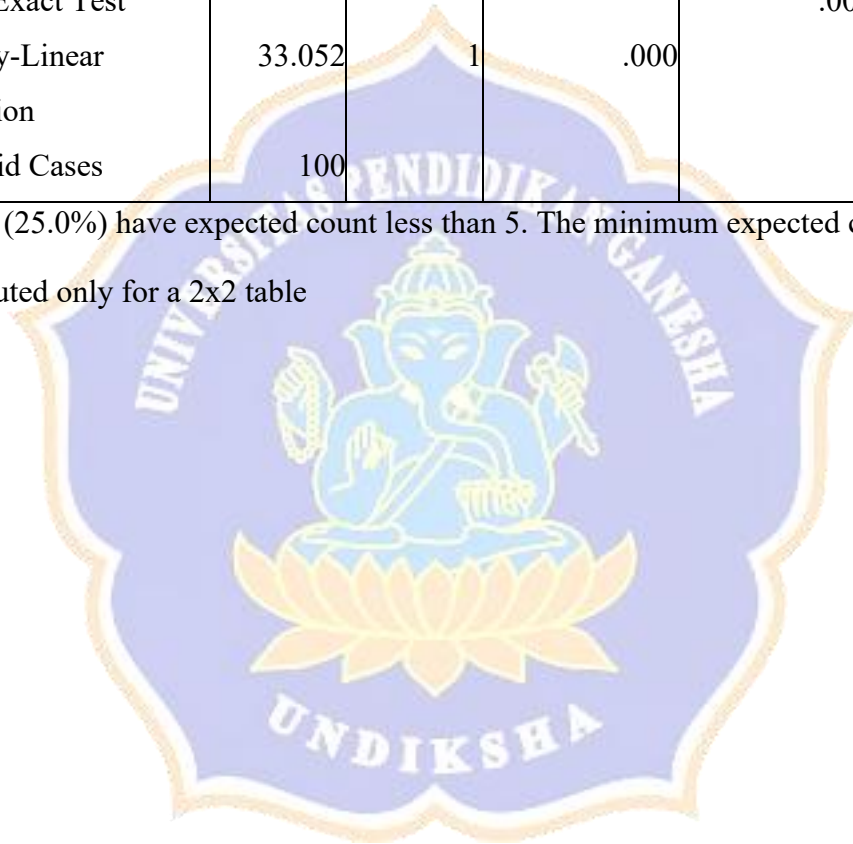 Exact Test .00
y-Linear 33.052 1 .000
ion
id Cases 100
(25.0%) have expected count less than 5. The minimum expected c
uted only for a 2x2 table
UNIVERSITAS PENDIDIKAN GANESHA
UNDIKSHA